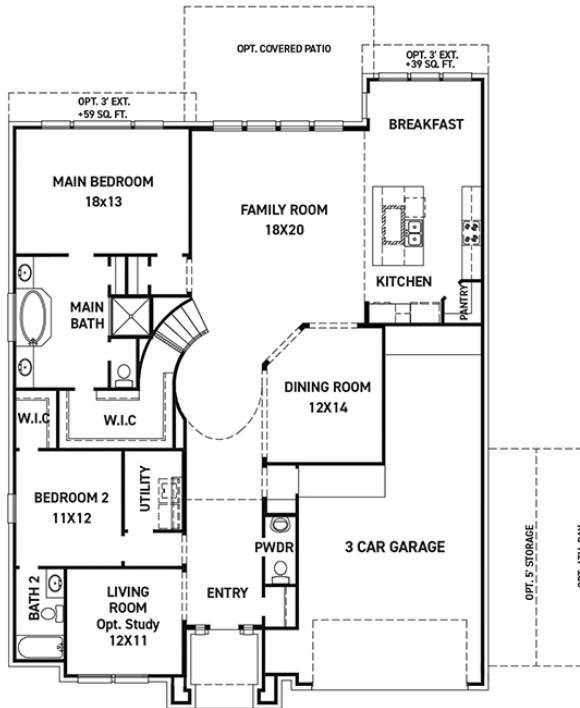 OPT. COVERED PATIO
OPT. 3' EXT.
+39 SQ. FT.
OPT. 3' EXT.
+59 SQ. FT.
BREAKFAST
MAIN BEDROOM
18x13
FAMILY ROOM
18X20
KITCHEN
PANTRY
MAIN
BATH
DINING ROOM
12X14
W.I.C
W.I.C
BEDROOM 2
11X12
UTILITY
PWDR
3 CAR GARAGE
OPT. 5' STORAGE
BATH 2
LIVING
ROOM
Opt. Study
12X11
ENTRY